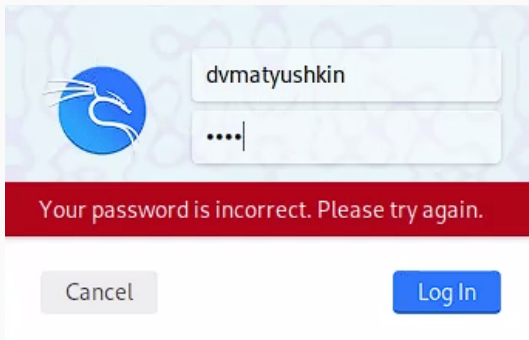 dvmatyushkin
••••
Your password is incorrect. Please try again.
Cancel
Log In